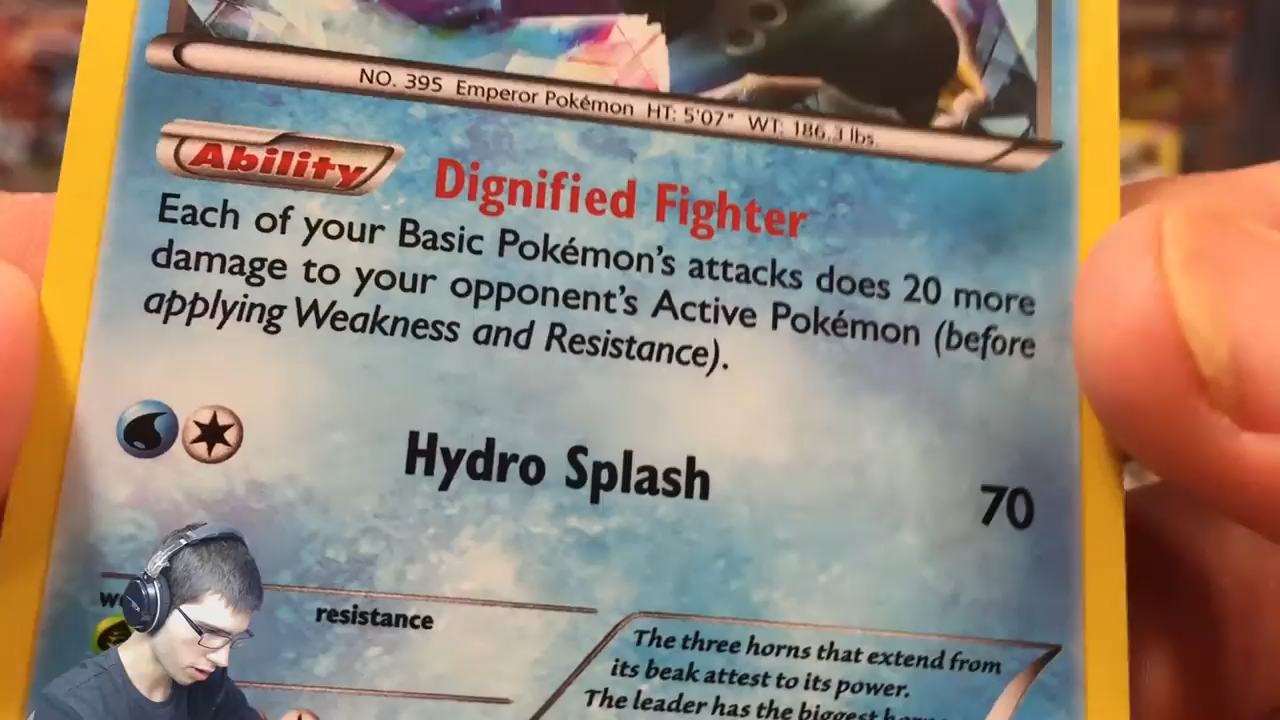 NO. 395 Emperor Pokémon HT: 5'07" WT: 186.3 lbs.
Ability Dignified Fighter
Each of your Basic Pokémon's attacks does 20 more
damage to your opponent's Active Pokémon (before
applying Weakness and Resistance).
Hydro Splash 70
resistance
The three horns that extend from
its beak attest to its power.
The leader has the biggest